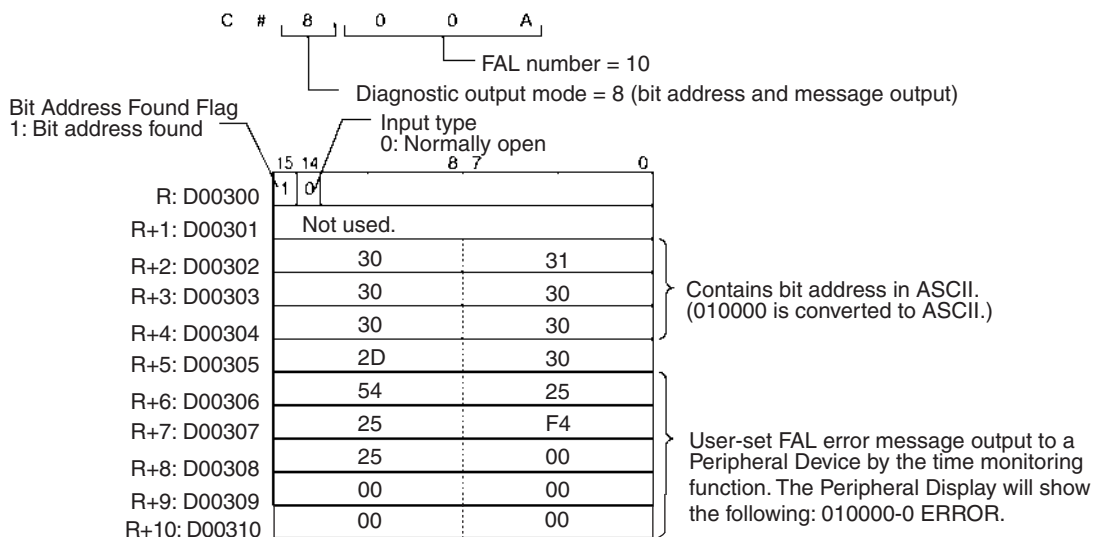 C # 8 0 0 A
FAL number = 10
Diagnostic output mode = 8 (bit address and message output)
Bit Address Found Flag
1: Bit address found
Input type
0: Normally open
15 14 8 7 0
R: D00300 1 0
R+1: D00301 Not used.
R+2: D00302 30 31
R+3: D00303 30 30
R+4: D00304 30 30
R+5: D00305 2D 30
R+6: D00306 54 25
R+7: D00307 25 F4
R+8: D00308 25 00
R+9: D00309 00 00
R+10: D00310 00 00
Contains bit address in ASCII.
(010000 is converted to ASCII.)
User-set FAL error message output to a
Peripheral Device by the time monitoring
function. The Peripheral Display will show
the following: 010000-0 ERROR.